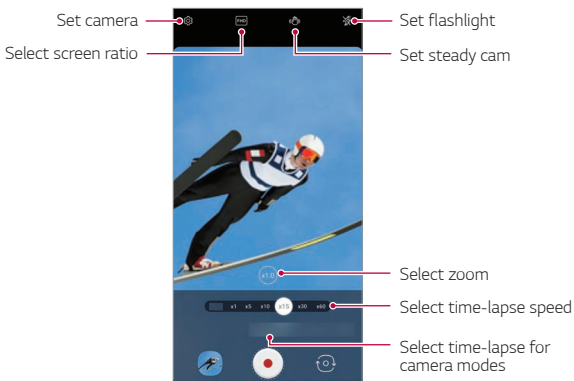 Set camera
Set flashlight
FHD
Select screen ratio
Set steady cam
x1.0
Select zoom
x1 x5 x10 x15 x30 x60
Select time-lapse speed
Select time-lapse for
camera modes